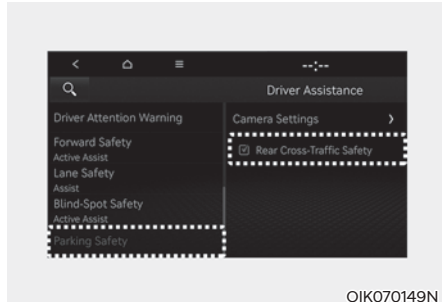 --:--
Driver Assistance
Driver Attention Warning
Forward Safety
Active Assist
Lane Safety
Assist
Blind-Spot Safety
Active Assist
Parking Safety
Camera Settings
Rear Cross-Traffic Safety
OIK070149N